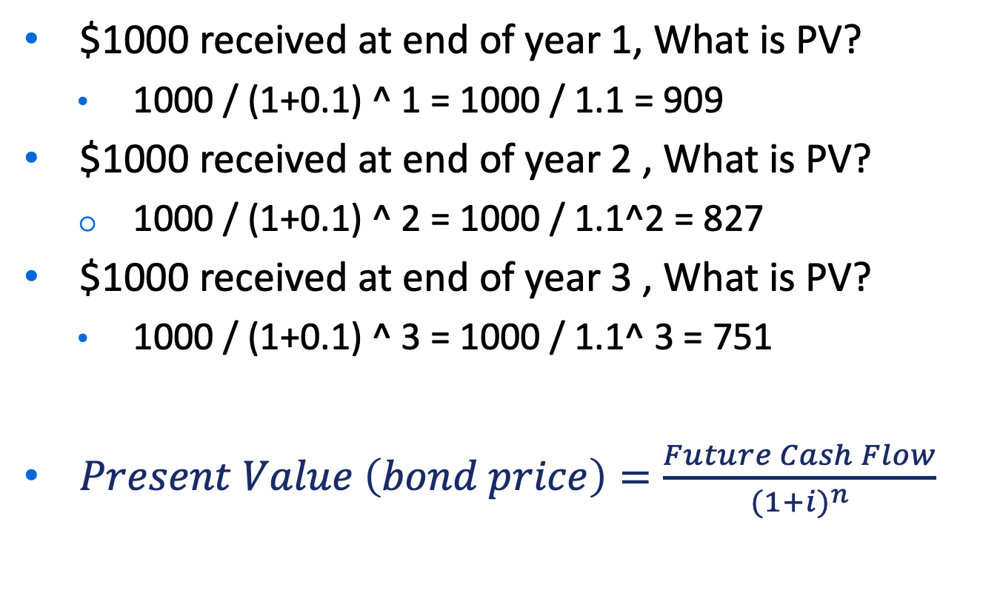 • $1000 received at end of year 1, What is PV?
• 1000 / (1+0.1) ^ 1 = 1000 / 1.1 = 909
• $1000 received at end of year 2 , What is PV?
○ 1000 / (1+0.1) ^ 2 = 1000 / 1.1^2 = 827
• $1000 received at end of year 3 , What is PV?
• 1000 / (1+0.1) ^ 3 = 1000 / 1.1^ 3 = 751
• Present Value (bond price) = Future Cash Flow / (1+i)^n